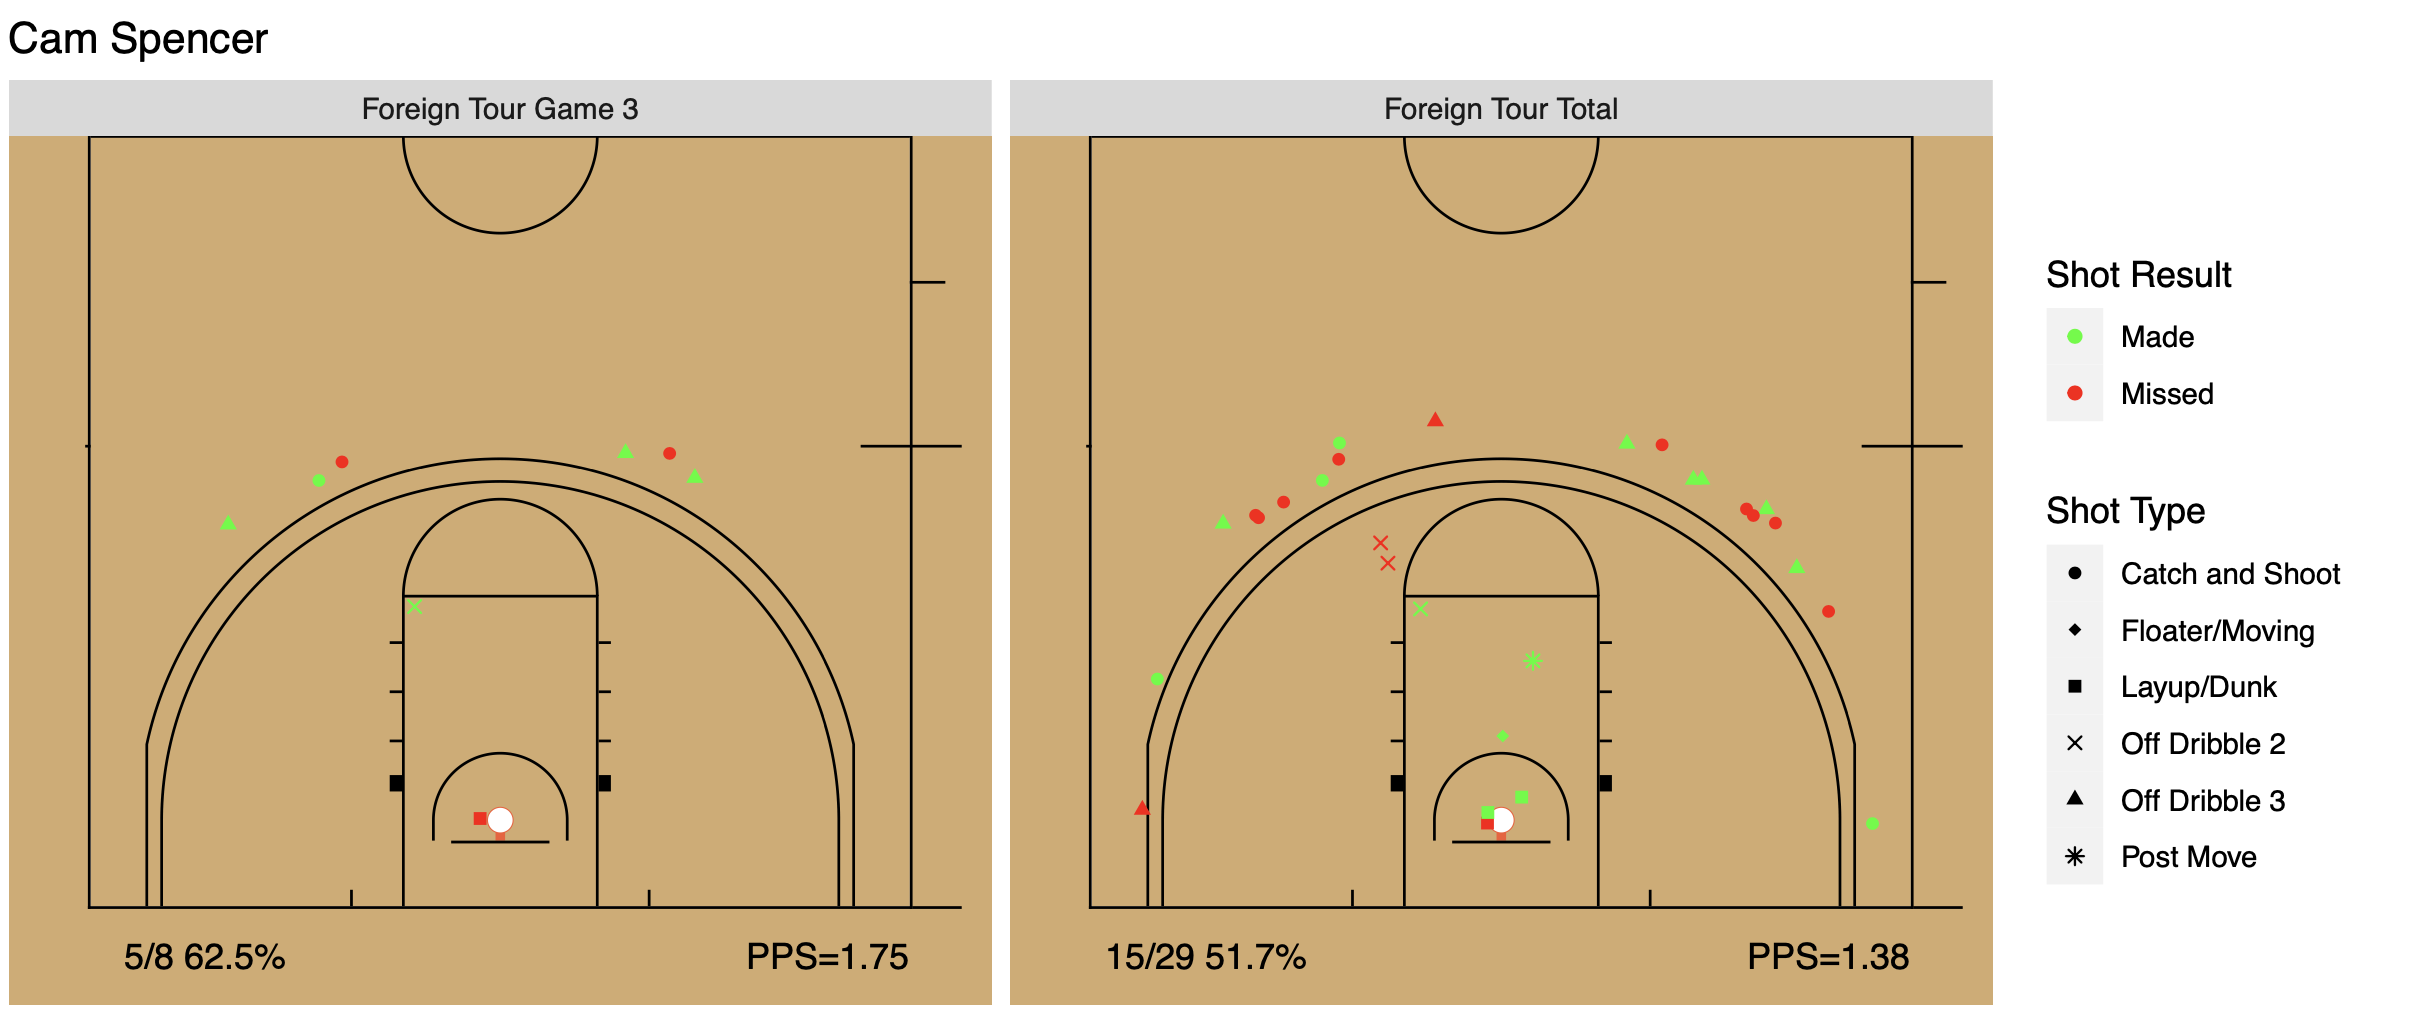 Cam Spencer
Foreign Tour Game 3
Foreign Tour Total
5/8 62.5%
PPS=1.75
15/29 51.7%
PPS=1.38
Shot Result
Made
Missed
Shot Type
Catch and Shoot
Floater/Moving
Layup/Dunk
Off Dribble 2
Off Dribble 3
Post Move